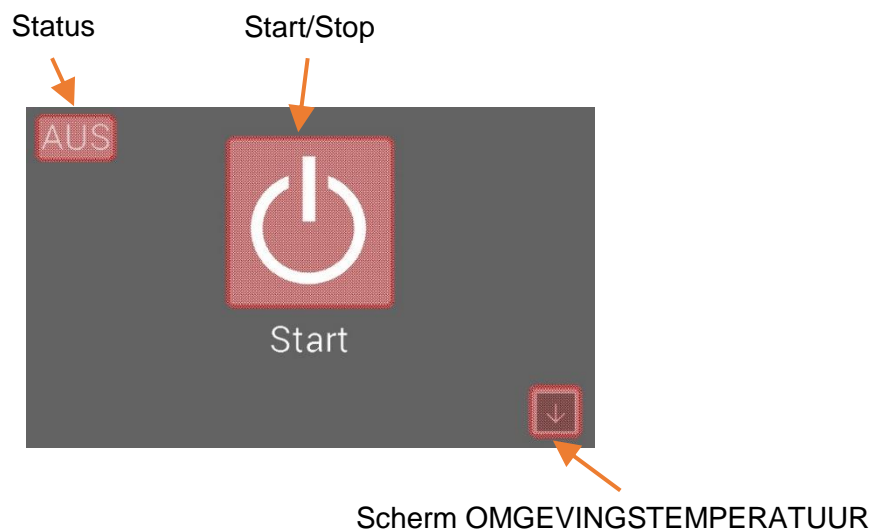 Status
Start/Stop
AUS
Start
Scherm OMGEVINGSTEMPERATUUR